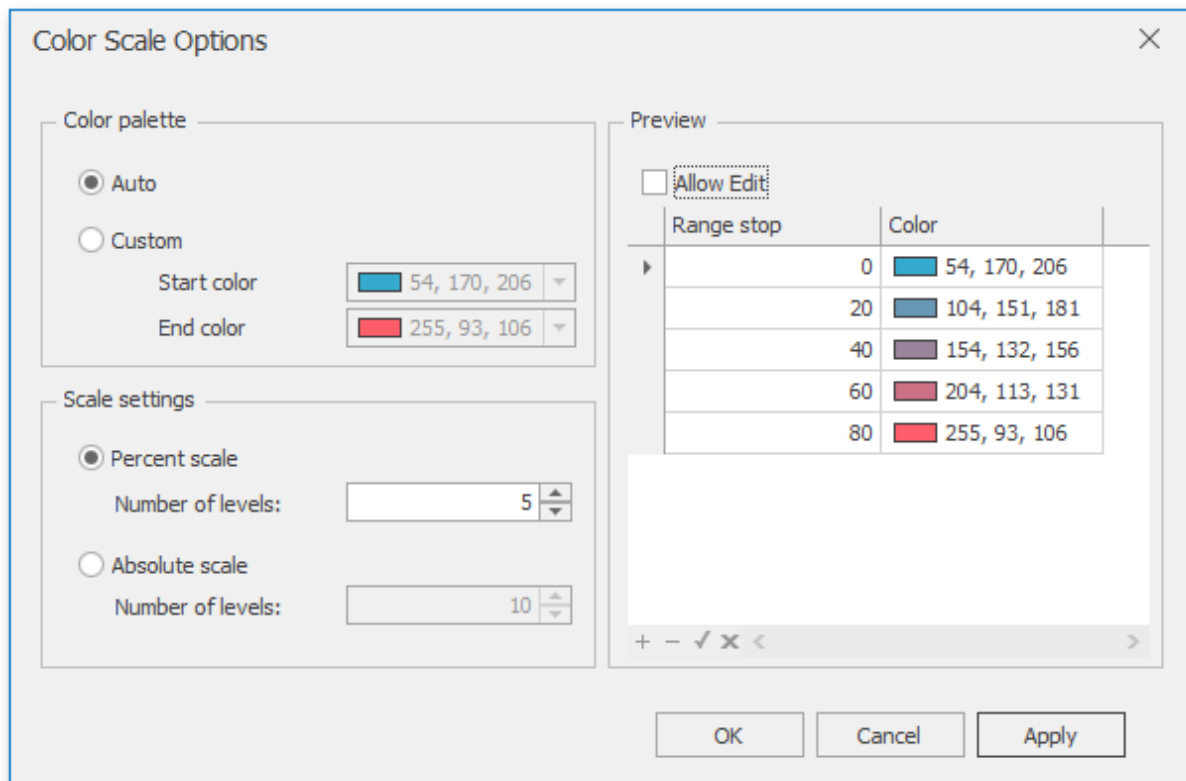 Color Scale Options
Color palette
Auto
Custom
Start color 54, 170, 206
End color 255, 93, 106
Scale settings
Percent scale
Number of levels: 5
Absolute scale
Number of levels: 10
Preview
Allow Edit
Range stop Color
0 54, 170, 206
20 104, 151, 181
40 154, 132, 156
60 204, 113, 131
80 255, 93, 106
OK Cancel Apply